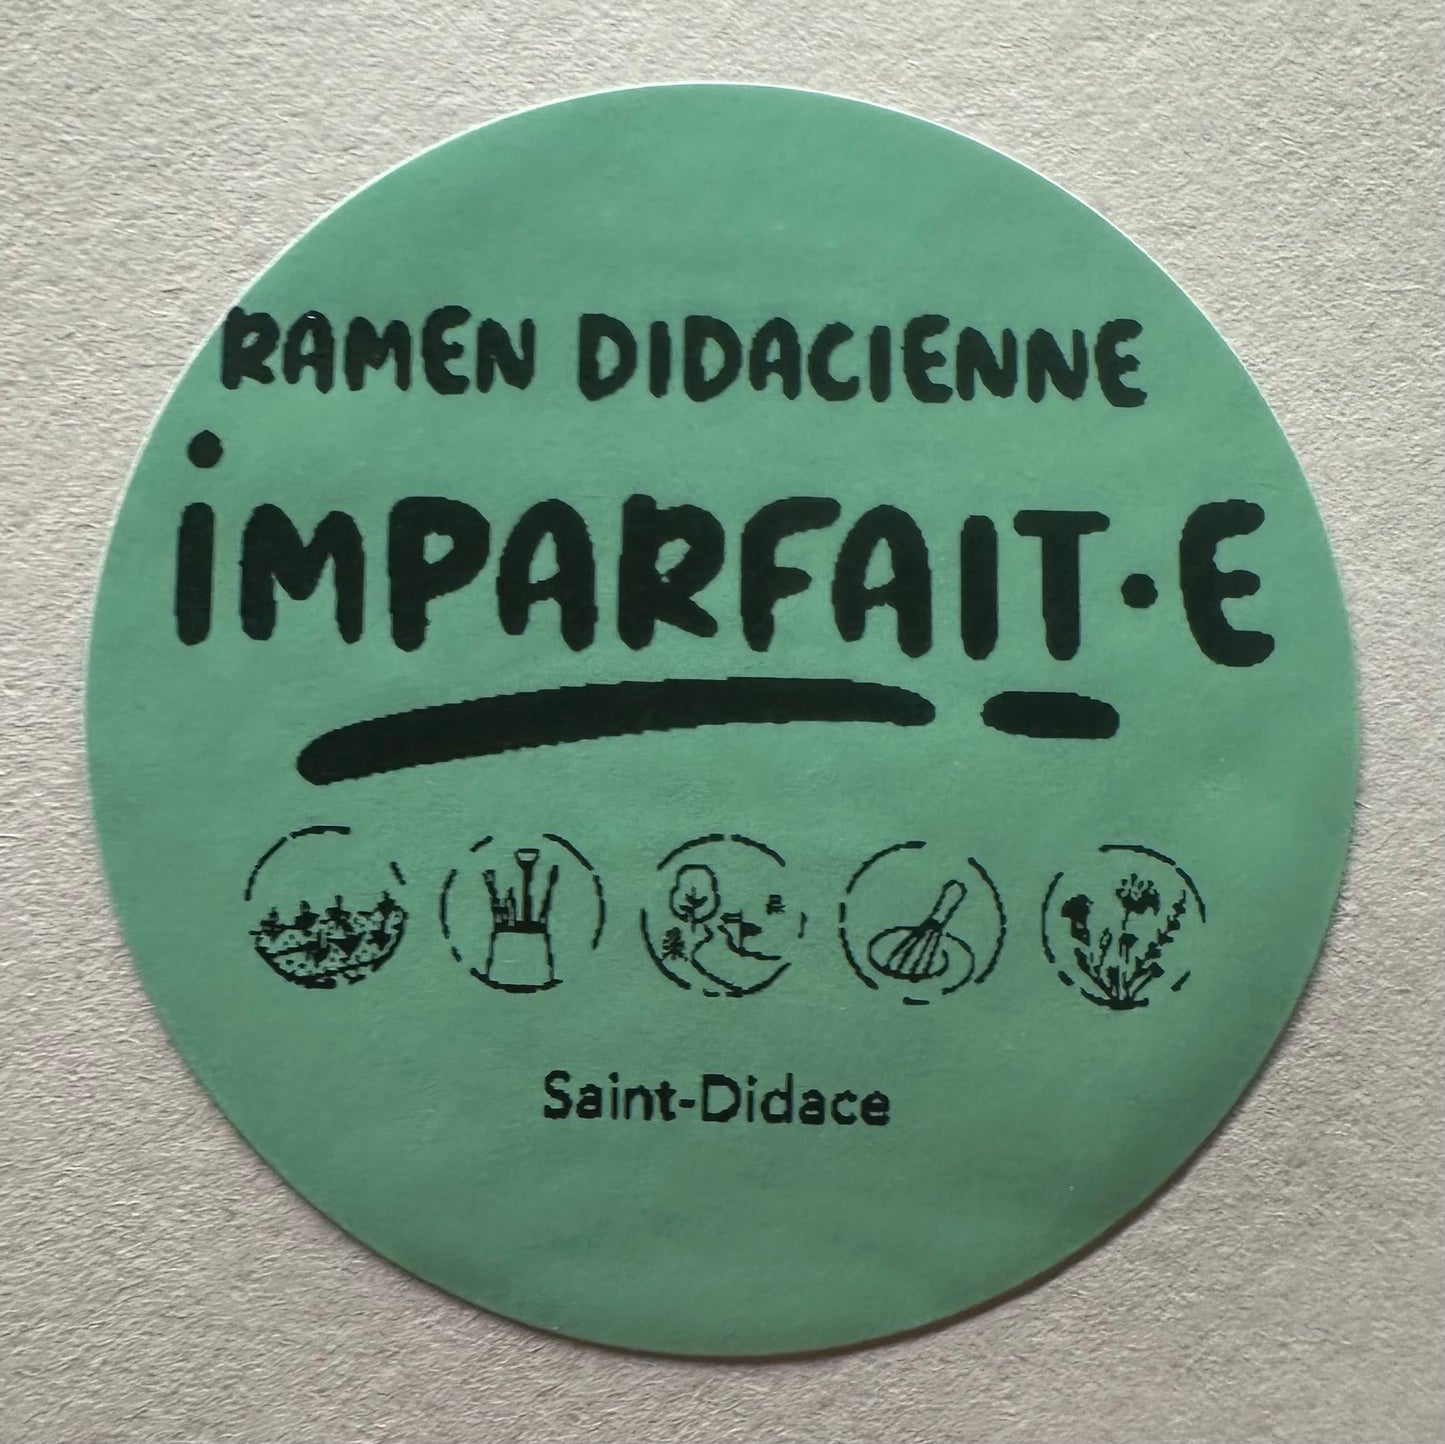 RAMEN DIDACIENNE
iMPARFAIT·E
Saint-Didace